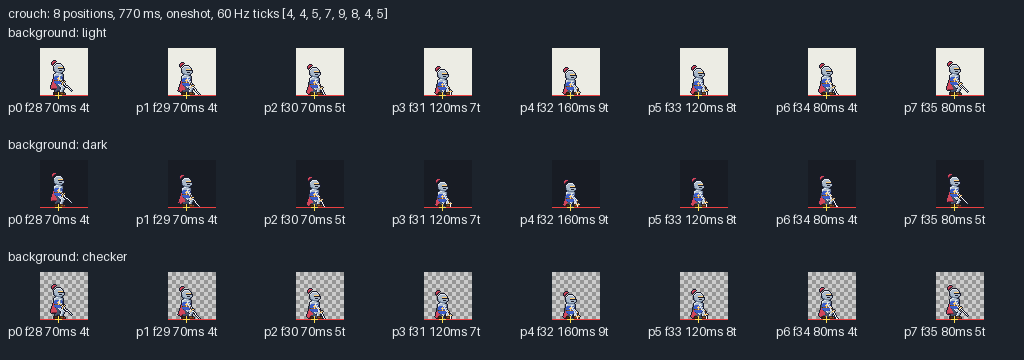 crouch: 8 positions, 770 ms, oneshot, 60 Hz ticks [4, 4, 5, 7, 9, 8, 4, 5]
background: light
p0 f28 70ms 4t p1 f29 70ms 4t p2 f30 70ms 5t p3 f31 120ms 7t p4 f32 160ms 9t p5 f33 120ms 8t p6 f34 80ms 4t p7 f35 80ms 5t
background: dark
p0 f28 70ms 4t p1 f29 70ms 4t p2 f30 70ms 5t p3 f31 120ms 7t p4 f32 160ms 9t p5 f33 120ms 8t p6 f34 80ms 4t p7 f35 80ms 5t
background: checker
p0 f28 70ms 4t p1 f29 70ms 4t p2 f30 70ms 5t p3 f31 120ms 7t p4 f32 160ms 9t p5 f33 120ms 8t p6 f34 80ms 4t p7 f35 80ms 5t